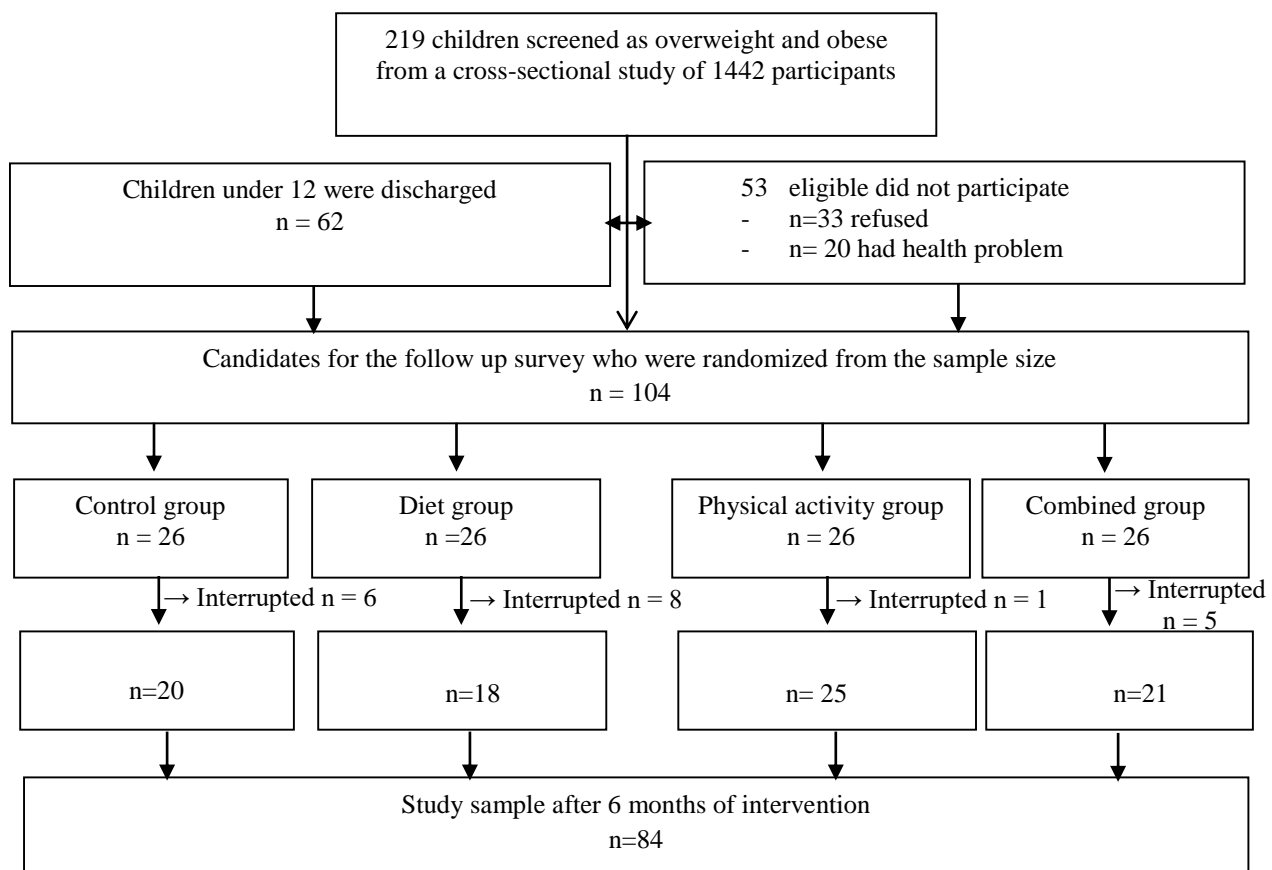 219 children screened as overweight and obese
from a cross-sectional study of 1442 participants
Children under 12 were discharged
n = 62
53 eligible did not participate
- n=33 refused
- n= 20 had health problem
Candidates for the follow up survey who were randomized from the sample size
n = 104
Control group
n = 26
Diet group
n =26
Physical activity group
n = 26
Combined group
n = 26
→ Interrupted n = 6
→ Interrupted n = 8
→ Interrupted n = 1
→ Interrupted
n = 5
n=20
n=18
n= 25
n=21
Study sample after 6 months of intervention
n=84